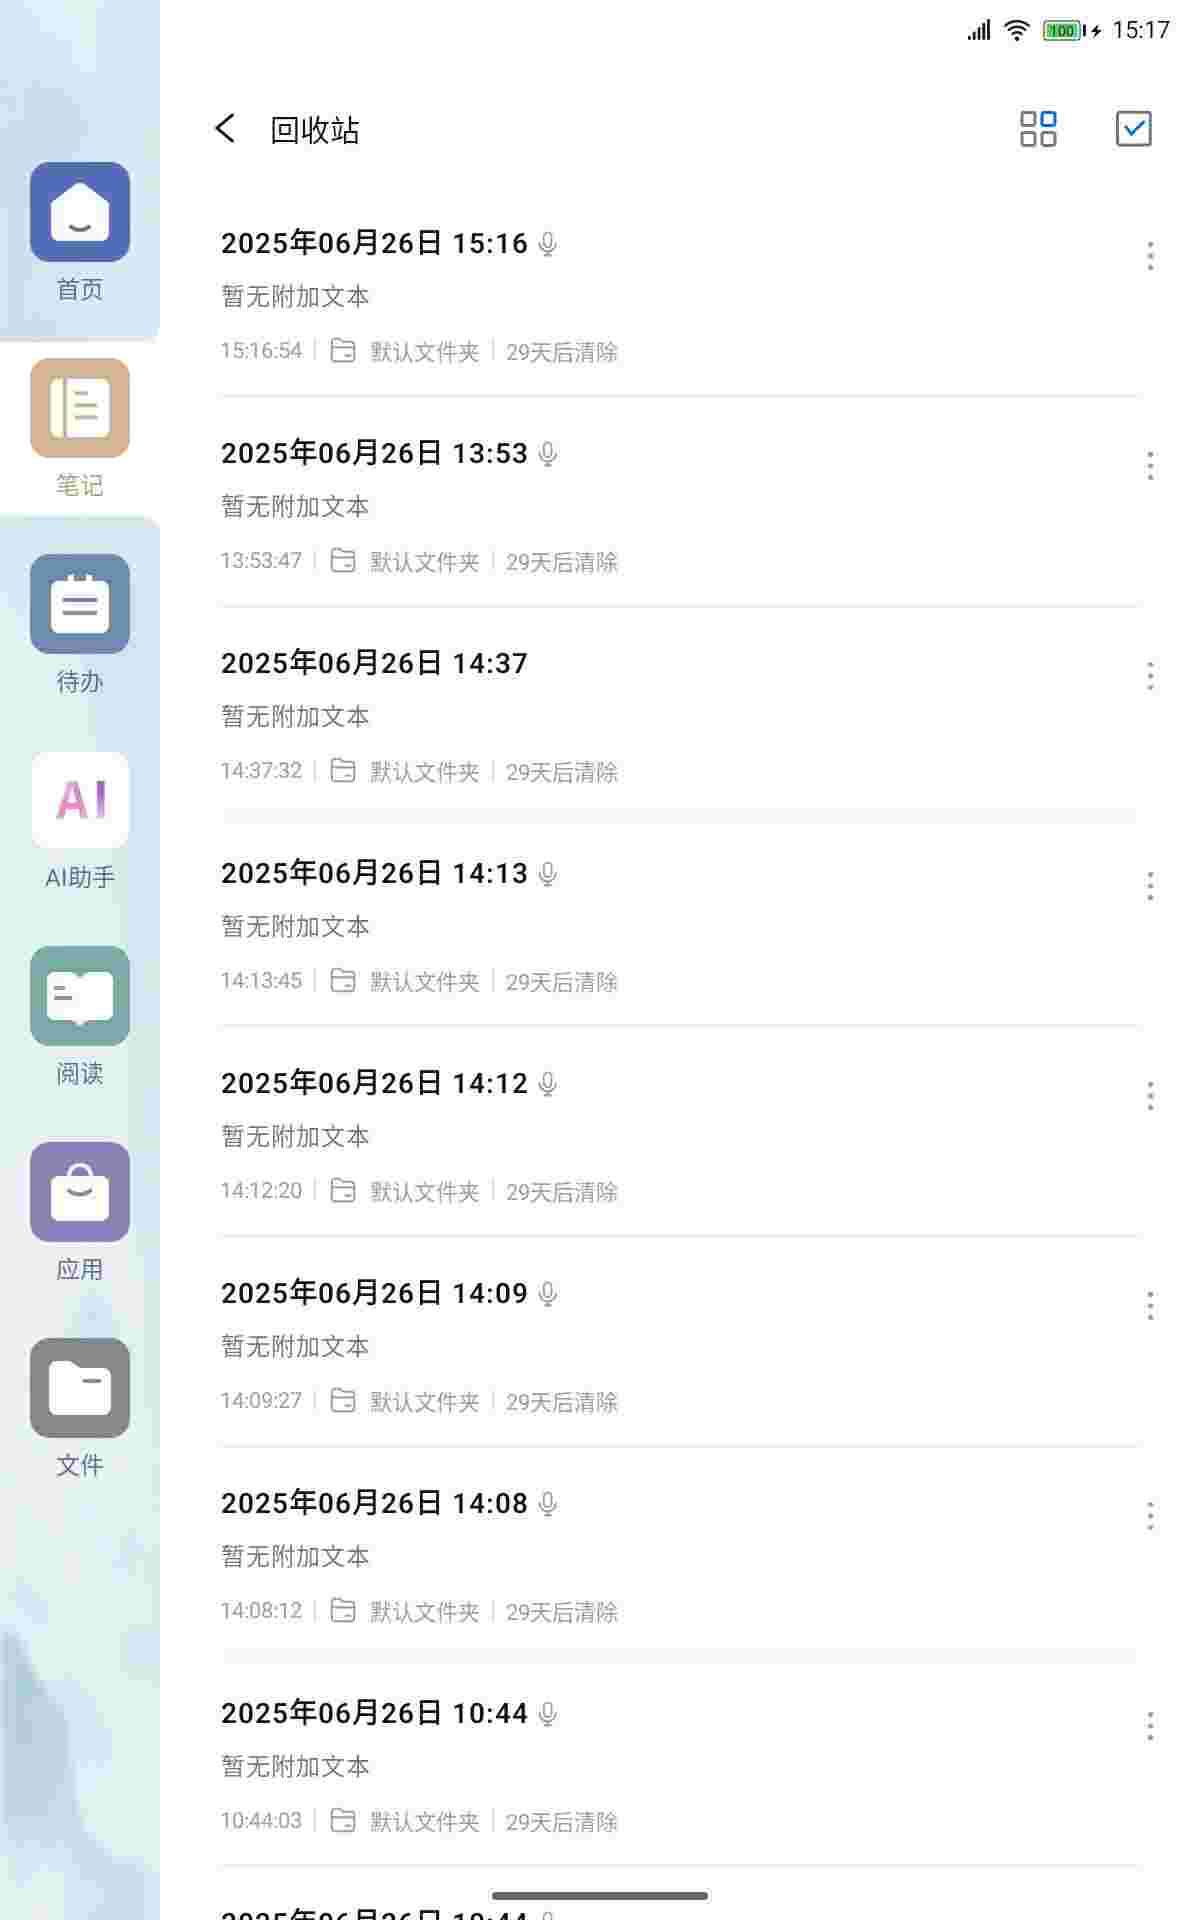 100
15:17
回收站
首页
笔记
待办
AI
AI助手
阅读
应用
文件
2025年06月26日 15:16
暂无附加文本
15:16:54 默认文件夹 29天后清除
2025年06月26日 13:53
暂无附加文本
13:53:47 默认文件夹 29天后清除
2025年06月26日 14:37
暂无附加文本
14:37:32 默认文件夹 29天后清除
2025年06月26日 14:13
暂无附加文本
14:13:45 默认文件夹 29天后清除
2025年06月26日 14:12
暂无附加文本
14:12:20 默认文件夹 29天后清除
2025年06月26日 14:09
暂无附加文本
14:09:27 默认文件夹 29天后清除
2025年06月26日 14:08
暂无附加文本
14:08:12 默认文件夹 29天后清除
2025年06月26日 10:44
暂无附加文本
10:44:03 默认文件夹 29天后清除